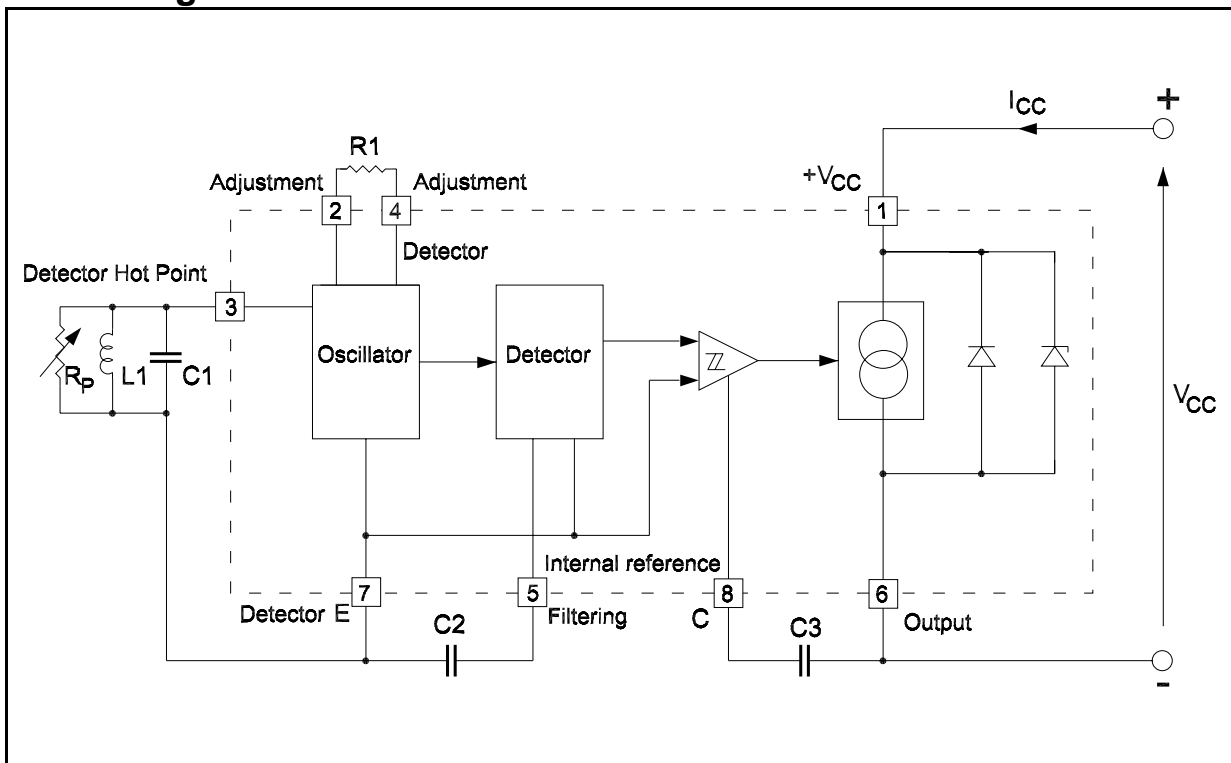 I CC
+
R1
+VCC
Adjustment
2
4
Adjustment
1
Detector
Detector Hot Point
3
Oscillator
Detector
RP
L1
C1
VCC
Internal reference
7
5
8
6
Detector E
Filtering
C
Output
C2
C3
-